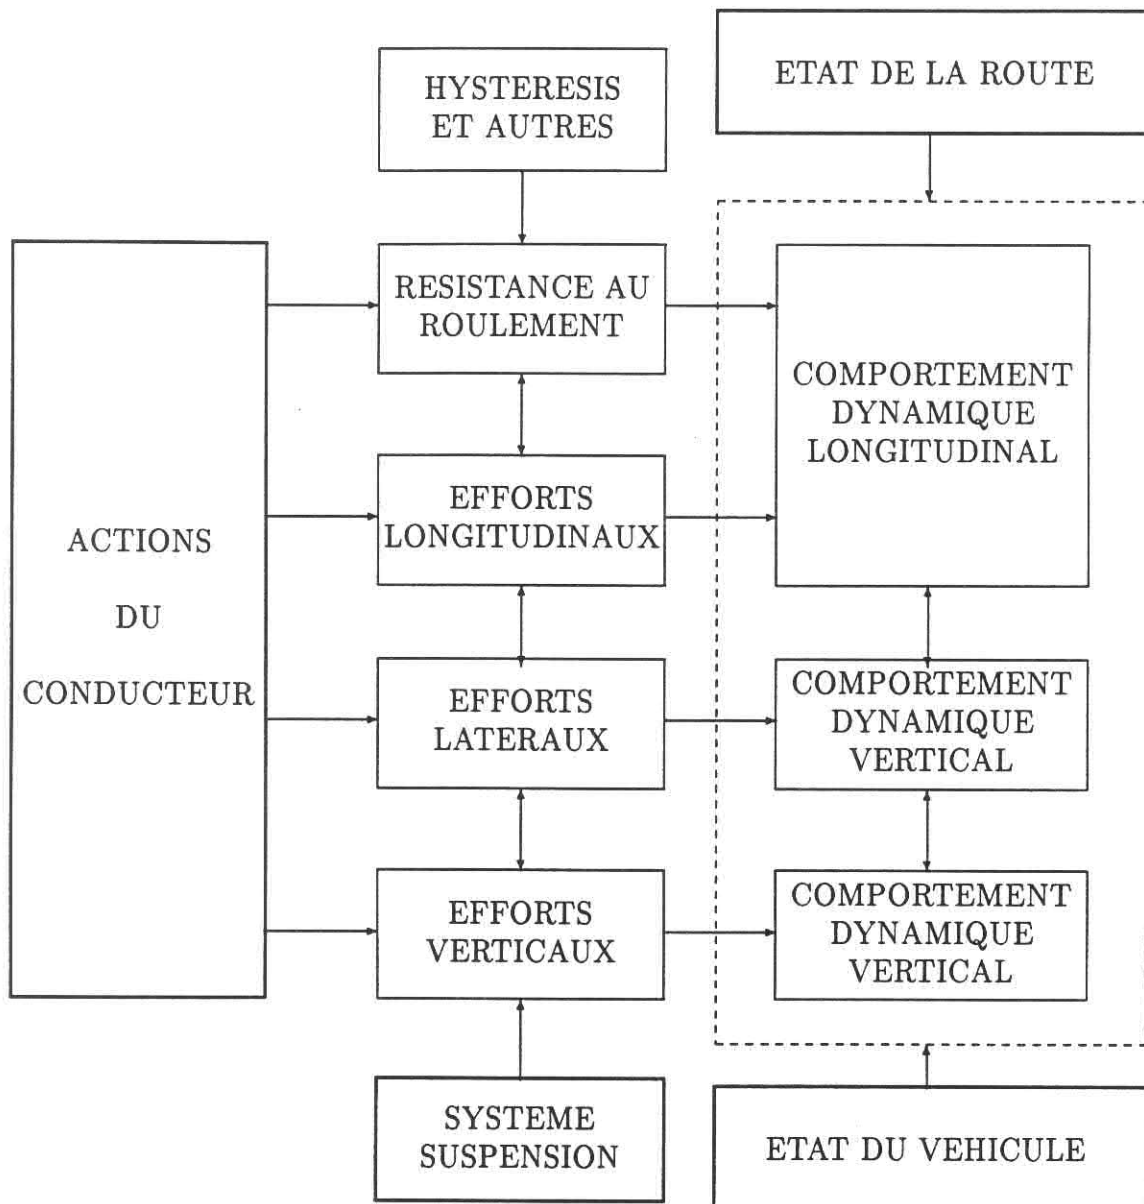 HYSTERESIS
ET AUTRES
ETAT DE LA ROUTE
RESISTANCE AU
ROULEMENT
COMPORTEMENT
DYNAMIQUE
LONGITUDINAL
EFFORTS
LONGITUDINAUX
ACTIONS
DU
CONDUCTEUR
EFFORTS
LATERAUX
COMPORTEMENT
DYNAMIQUE
VERTICAL
EFFORTS
VERTICAUX
COMPORTEMENT
DYNAMIQUE
VERTICAL
SYSTEME
SUSPENSION
ETAT DU VEHICULE